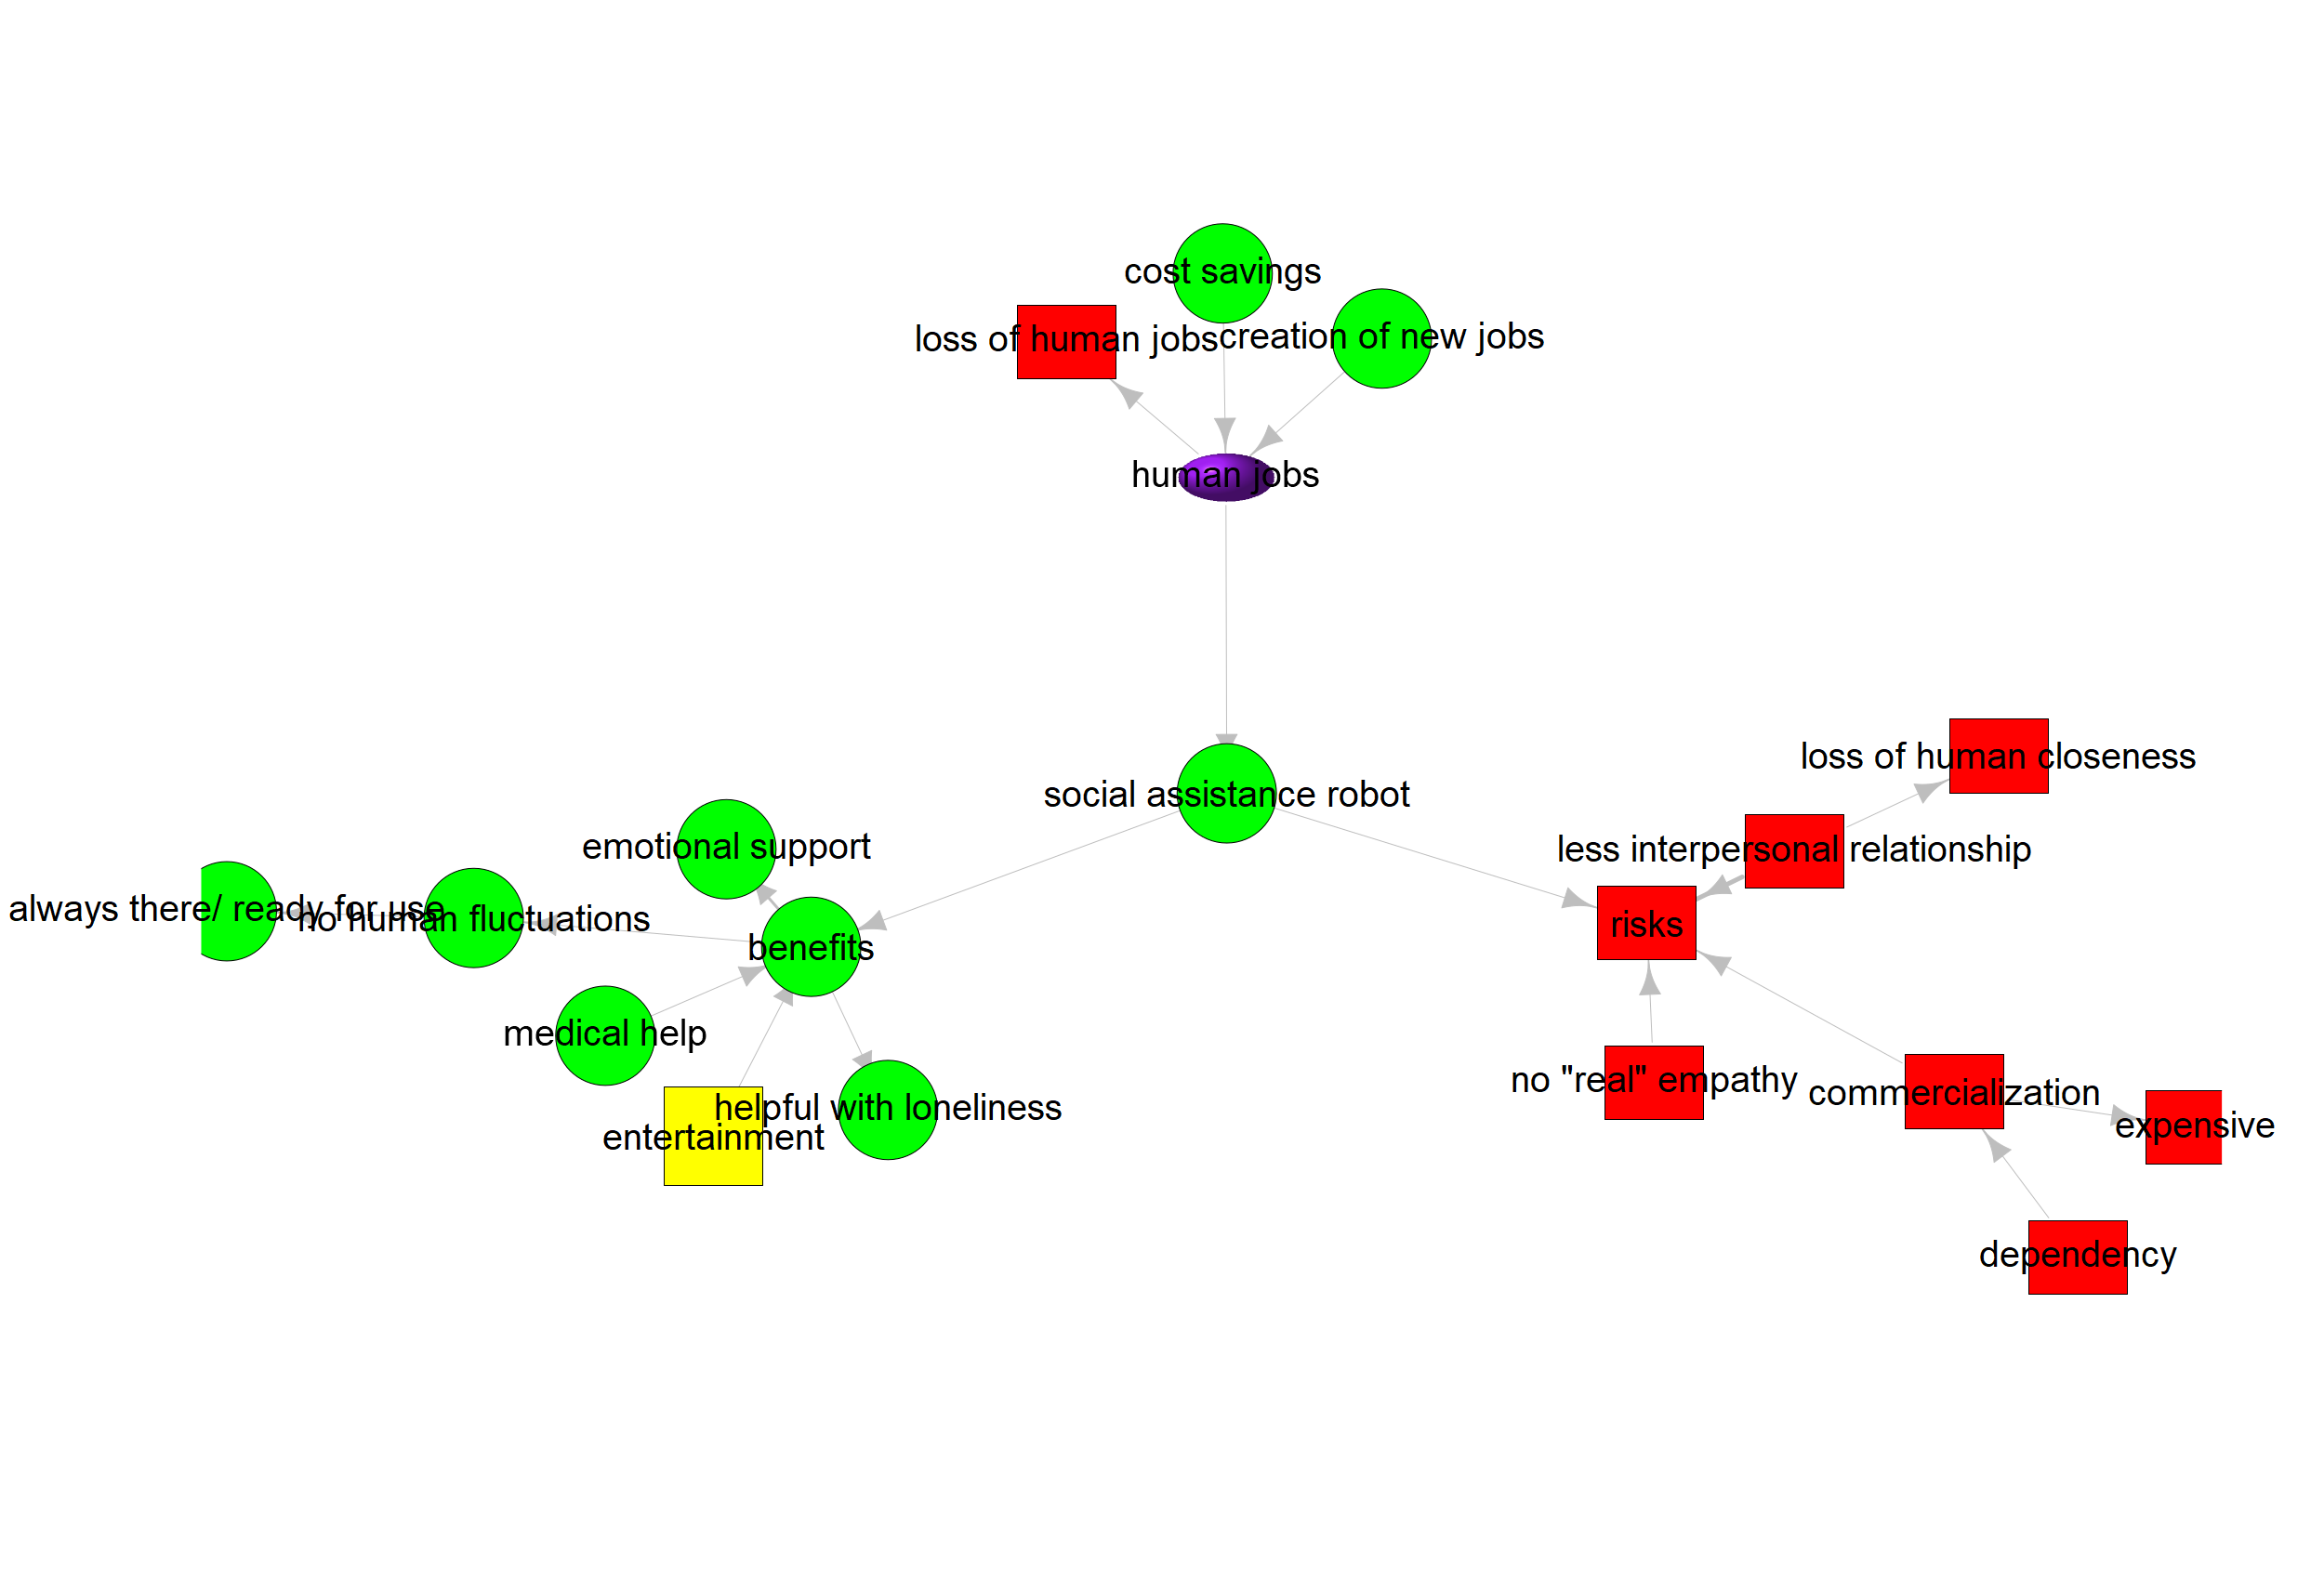 cost savings
loss of human jobs
creation of new jobs
human jobs
loss of human closeness
social assistance robot
emotional support
less interpersonal relationship
always there/ ready for use
no human fluctuations
risks
benefits
medical help
no "real" empathy
commercialization
helpful with loneliness
expensive
entertainment
dependency